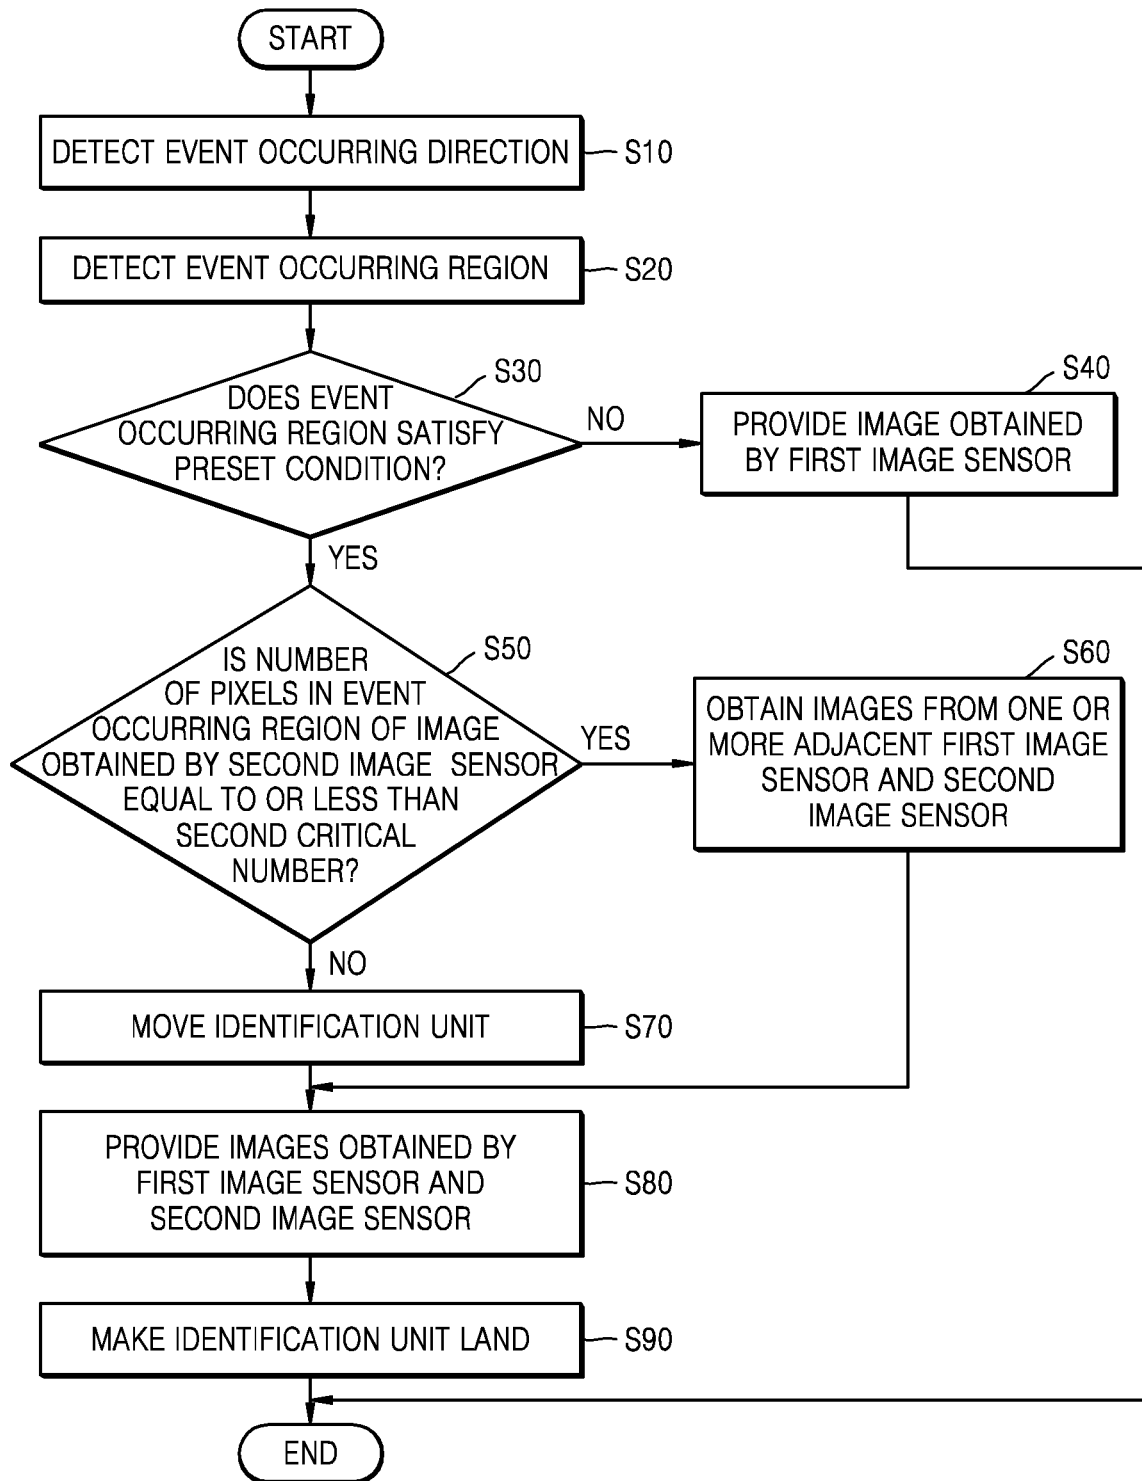 START
DETECT EVENT OCCURRING DIRECTION
S10
DETECT EVENT OCCURRING REGION
S20
S30
DOES EVENT
OCCURRING REGION SATISFY
PRESET CONDITION?
NO
S40
PROVIDE IMAGE OBTAINED
BY FIRST IMAGE SENSOR
YES
S50
IS NUMBER
OF PIXELS IN EVENT
OCCURRING REGION OF IMAGE
OBTAINED BY SECOND IMAGE SENSOR
EQUAL TO OR LESS THAN
SECOND CRITICAL
NUMBER?
YES
S60
OBTAIN IMAGES FROM ONE OR
MORE ADJACENT FIRST IMAGE
SENSOR AND SECOND
IMAGE SENSOR
NO
MOVE IDENTIFICATION UNIT
S70
PROVIDE IMAGES OBTAINED BY
FIRST IMAGE SENSOR AND
SECOND IMAGE SENSOR
S80
MAKE IDENTIFICATION UNIT LAND
S90
END